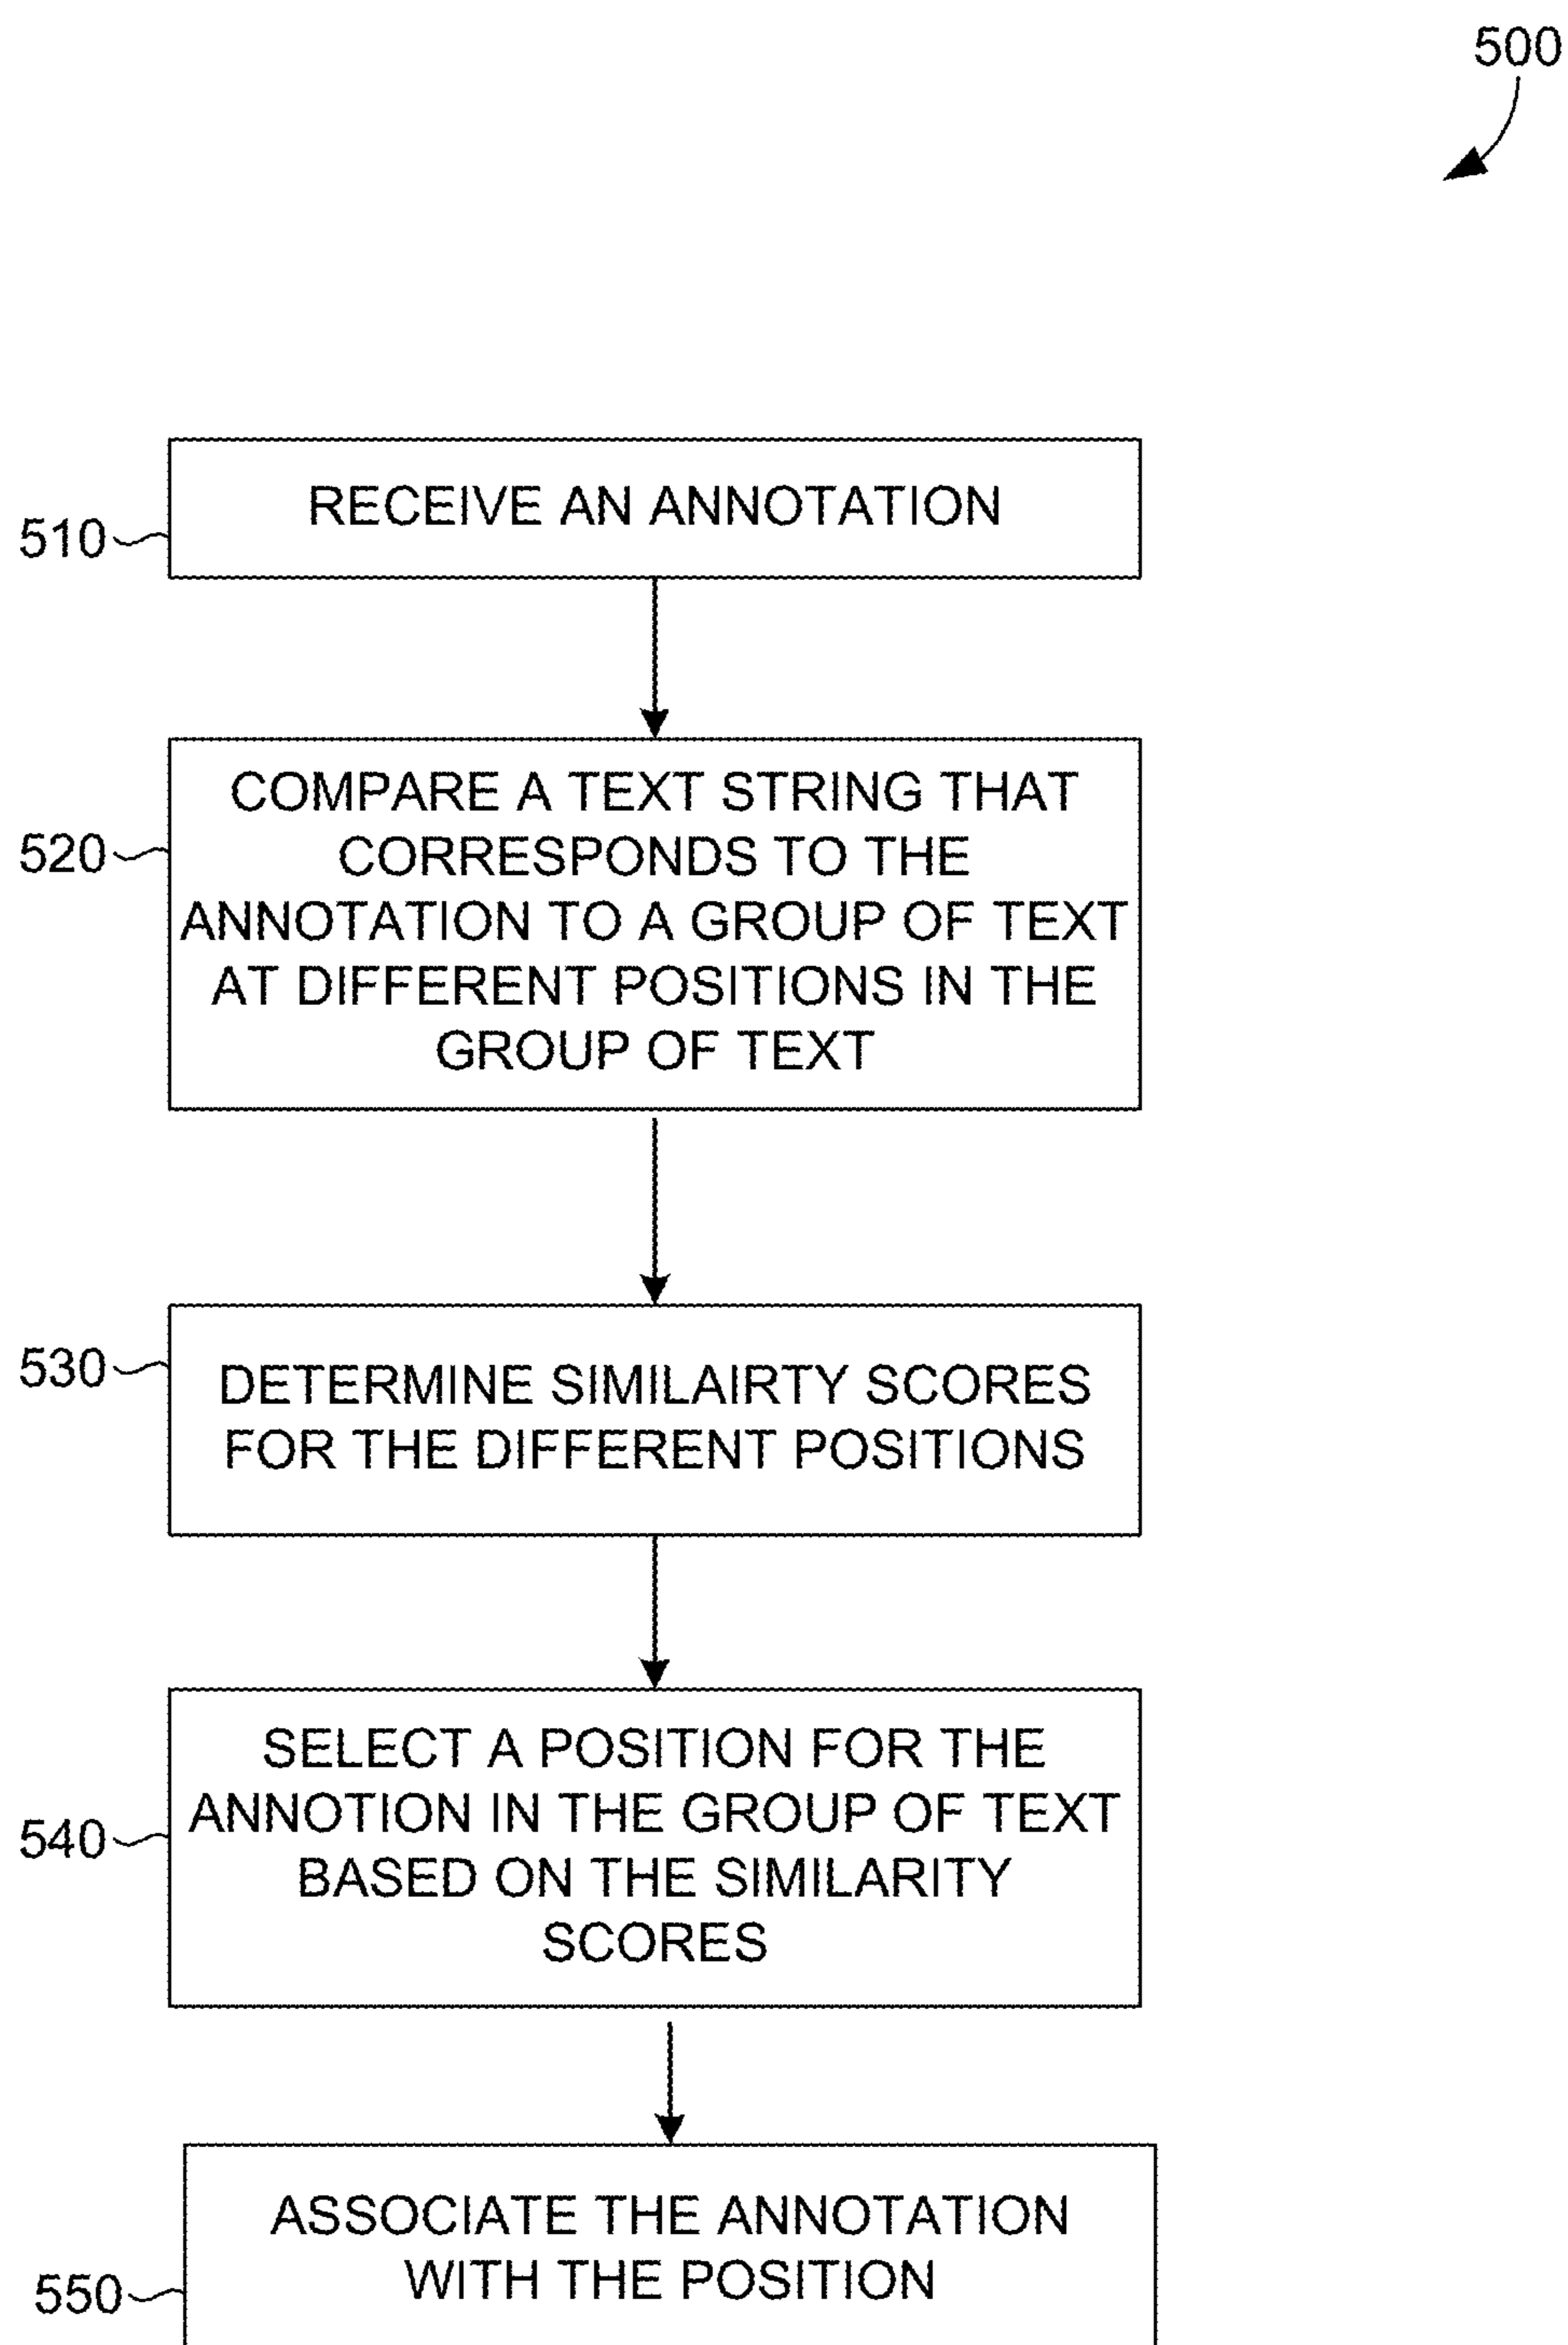 500
RECEIVE AN ANNOTATION
510
COMPARE A TEXT STRING THAT
CORRESPONDS TO THE
520
ANNOTATION TO A GROUP OF TEXT
AT DIFFERENT POSITIONS IN THE
GROUP OF TEXT
530
DETERMINE SIMILAIRTY SCORES
FOR THE DIFFERENT POSITIONS
SELECT A POSITION FOR THE
ANNOTION IN THE GROUP OF TEXT
540
BASED ON THE SIMILARITY
SCORES
ASSOCIATE THE ANNOTATION
WITH THE POSITION
550